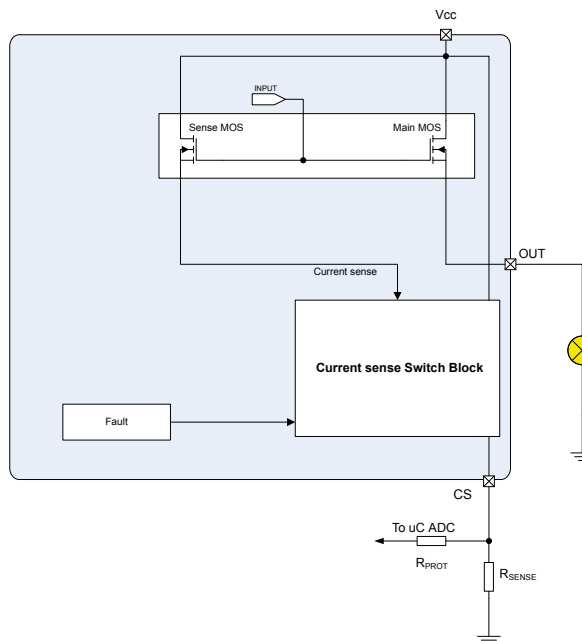 Vcc
INPUT
Sense MOS
Main MOS
OUT
Current sense
Current sense Switch Block
Fault
CS
To uC ADC
RPROT
RSENSE